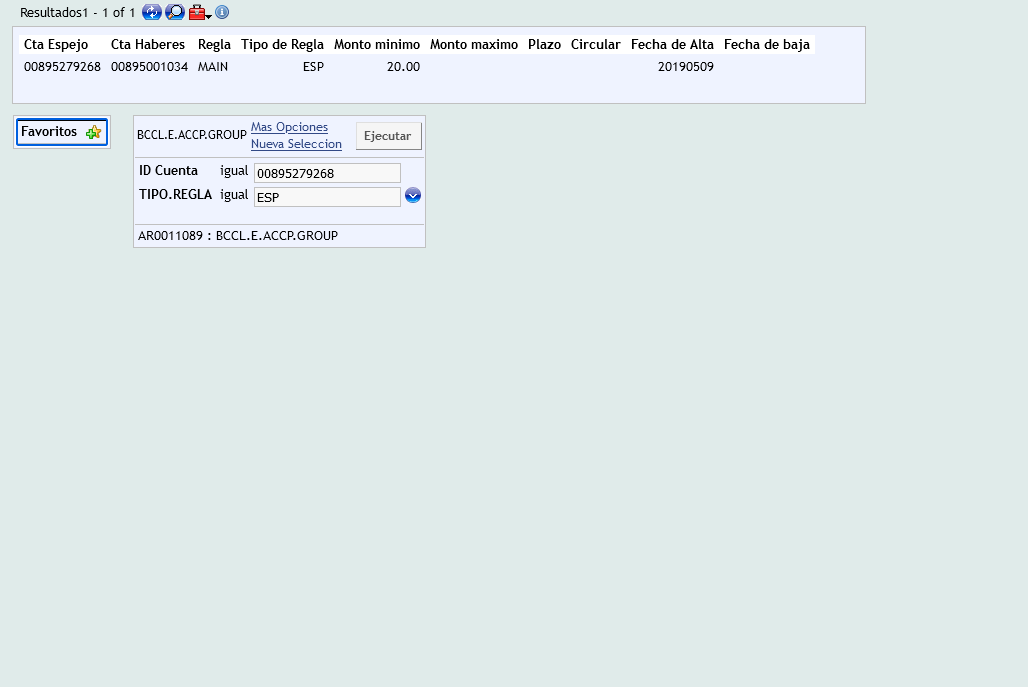 Resultados1 - 1 of 1
Cta Espejo Cta Haberes Regla Tipo de Regla Monto minimo Monto maximo Plazo Circular Fecha de Alta Fecha de baja
00895279268 00895001034 MAIN ESP 20.00 20190509
Favoritos
BCCL.E.ACCP.GROUP Mas Opciones Ejecutar
Nueva Seleccion
ID Cuenta igual 00895279268
TIPO.REGLA igual ESP
AR0011089 : BCCL.E.ACCP.GROUP